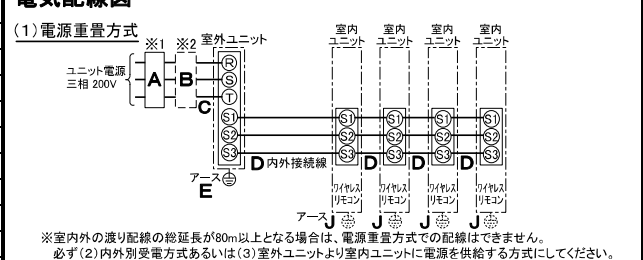 電気配線図
(1)電源重畳方式
※1 ※2 室外ユニット
室内ユニット 室内ユニット 室内ユニット 室内ユニット
ユニット電源
三相 200V
A B
R
S
T
C
S1 S1 S1 S1 S1
S2 S2 S2 S2 S2
S3 S3 S3 S3 S3
D 内外接続線 D D D
アース
E
ワイヤレスリモコン ワイヤレスリモコン ワイヤレスリモコン ワイヤレスリモコン
アース J J J J
※室内外の渡り配線の総延長が80m以上となる場合は、電源重畳方式での配線はできません。
必ず(2)内外別受電方式あるいは(3)室外ユニットより室内ユニットに電源を供給する方式にしてください。